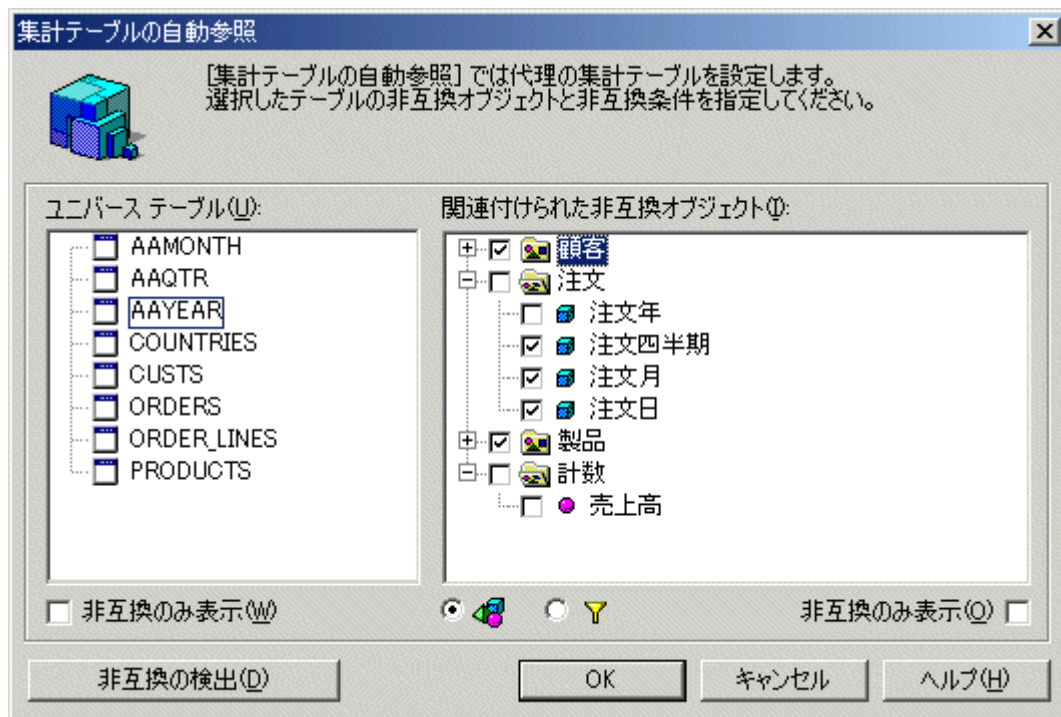 集計テーブルの自動参照
[集計テーブルの自動参照] では代理の集計テーブルを設定します。
選択したテーブルの非互換オブジェクトと非互換条件を指定してください。
ユニバース テーブル(U):
AAMONTH
AAQTR
AAYEAR
COUNTRIES
CUSTS
ORDERS
ORDER_LINES
PRODUCTS
関連付けられた非互換オブジェクト(I):
顧客
注文
注文年
注文四半期
注文月
注文日
製品
計数
売上高
非互換のみ表示(W)
非互換のみ表示(O)
非互換の検出(D)
OK
キャンセル
ヘルプ(H)